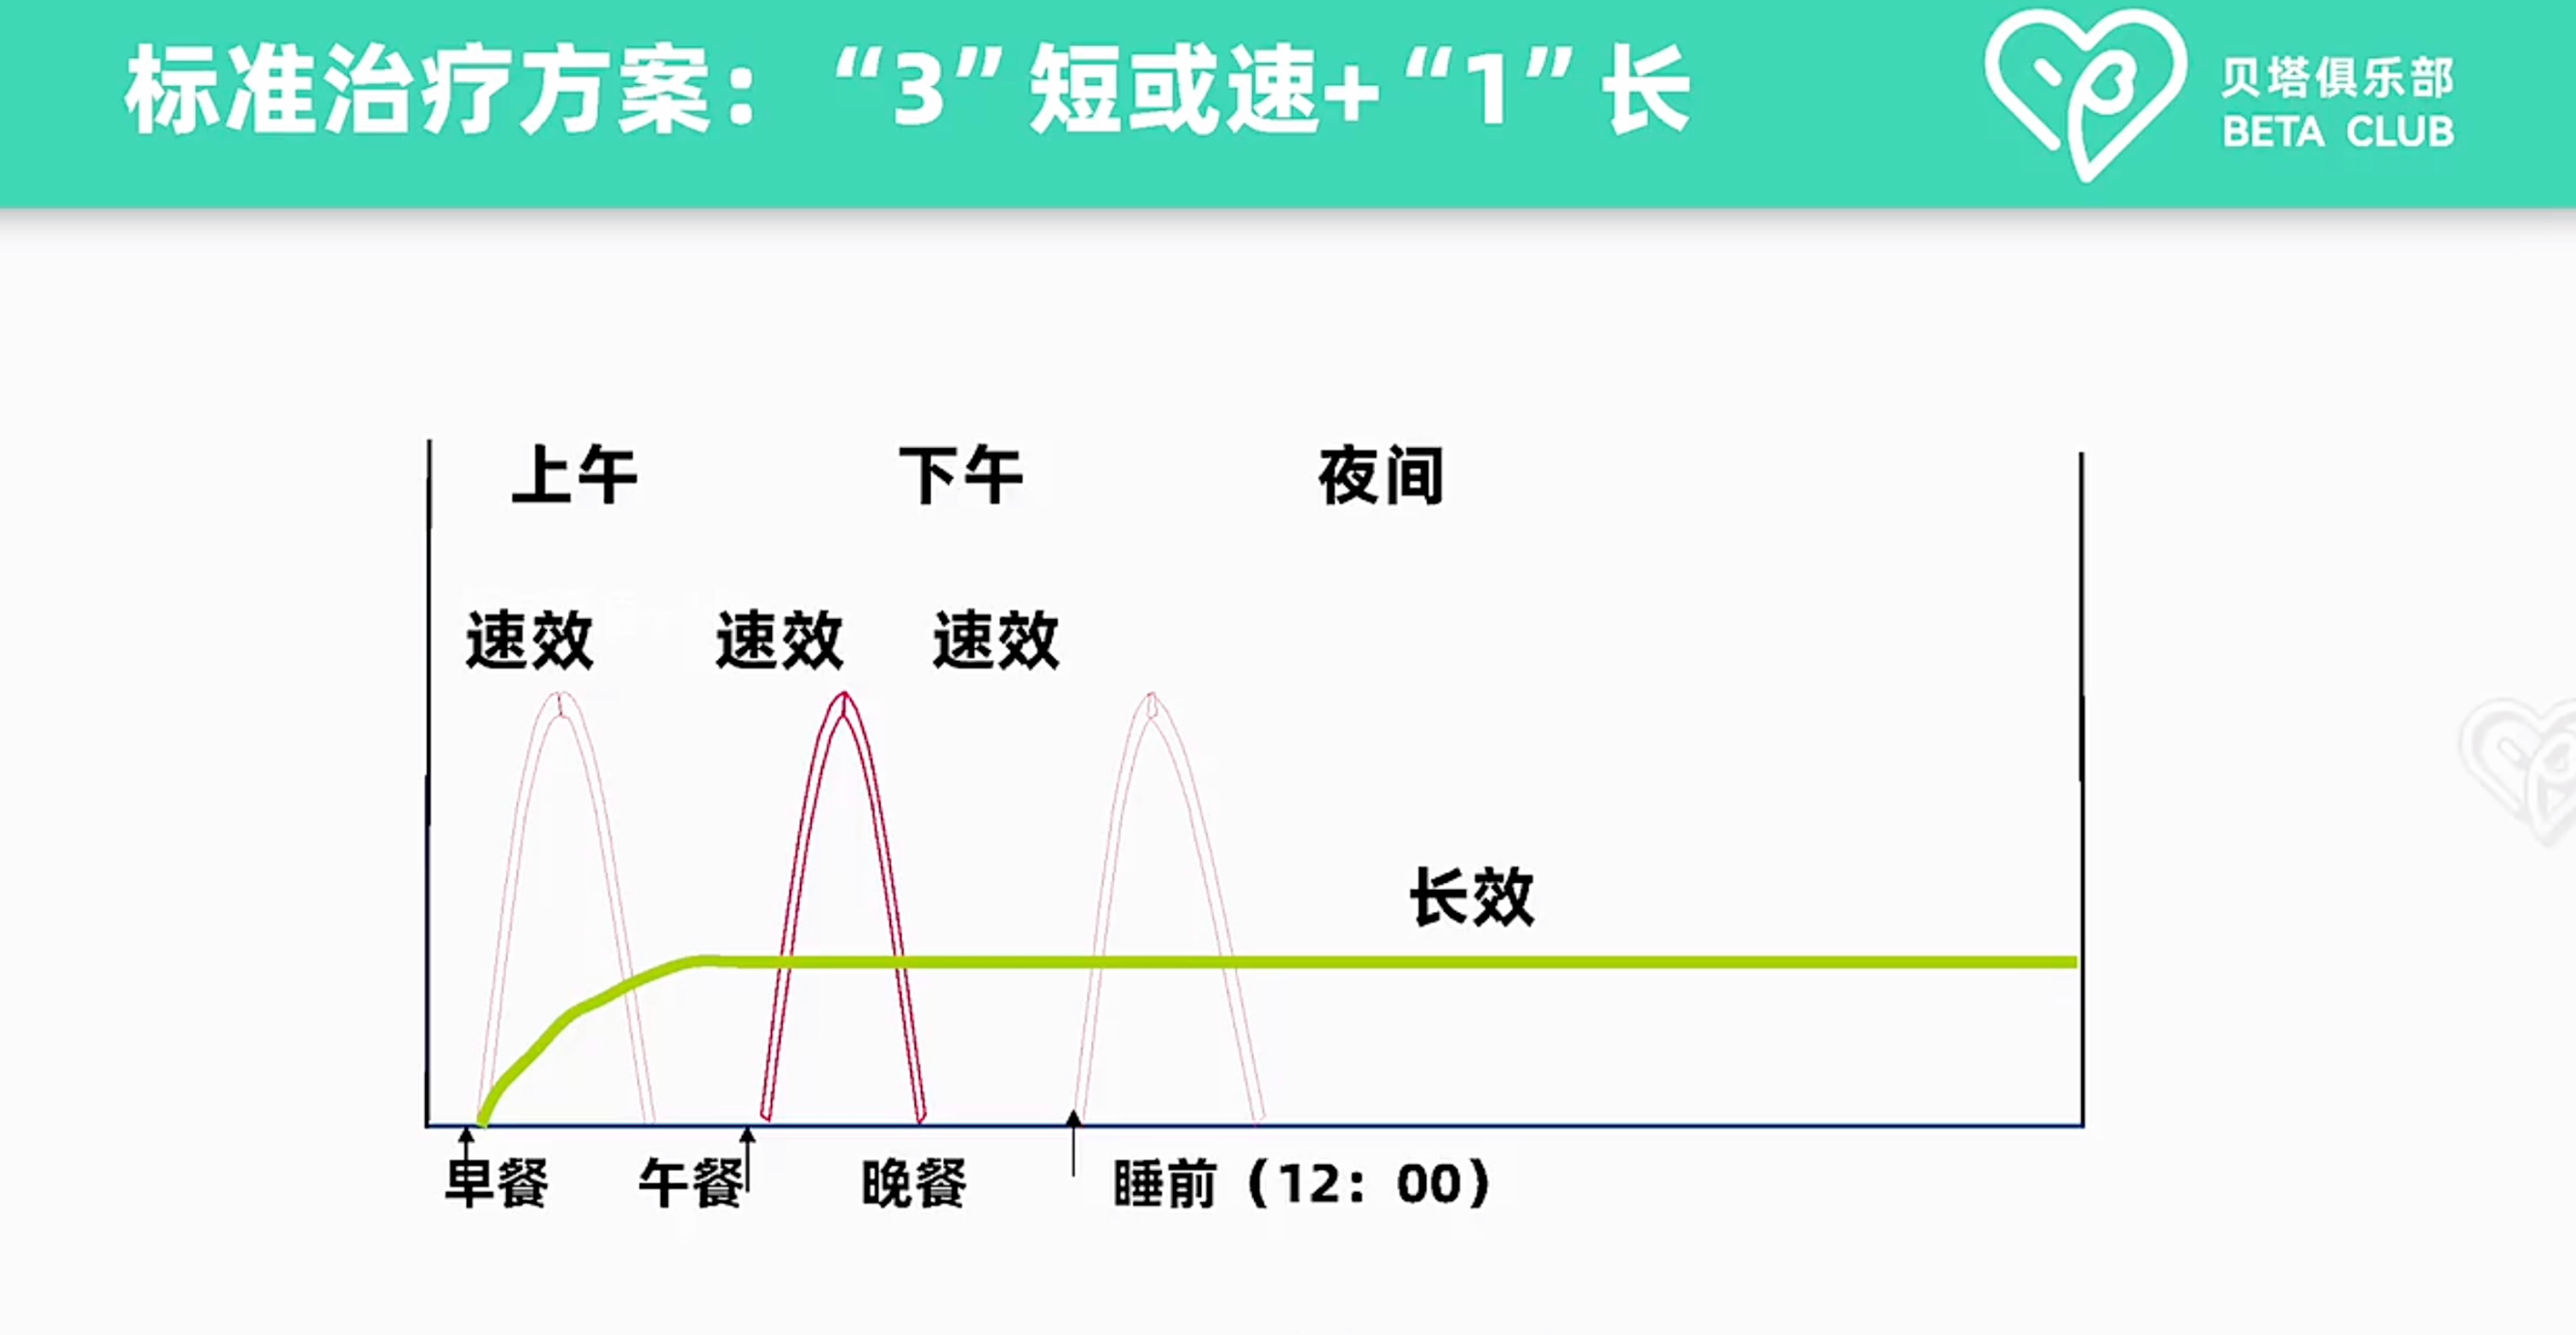 标准治疗方案：“3”短或速+“1”长
贝塔俱乐部
BETA CLUB
上午 下午 夜间
速效 速效 速效
长效
早餐 午餐 晚餐 睡前（12：00）